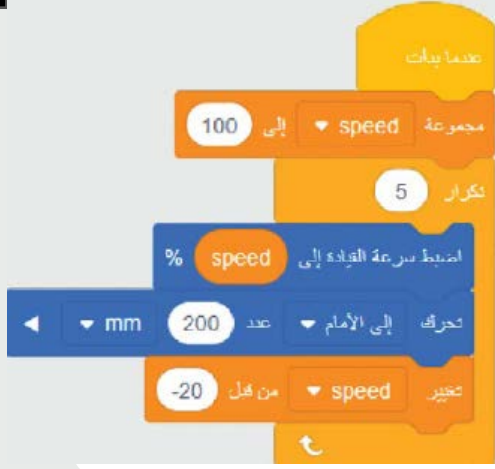 عندما بدأت
مجموعة speed إلى 100
تكرار 5
اضبط سرعة القيادة إلى speed %
تحرك إلى الأمام عدد 200 mm
تغيير speed من قبل -20